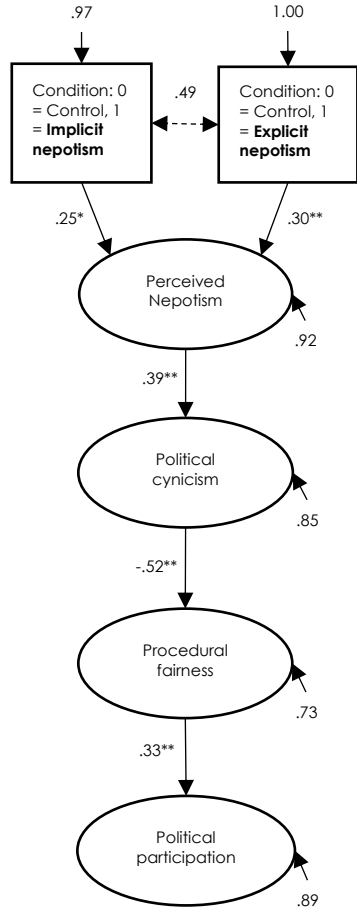 .97
1.00
Condition: 0
= Control, 1
= Implicit
nepotism
.49
Condition: 0
= Control, 1
= Explicit
nepotism
.25*
.30**
Perceived
Nepotism
.92
.39**
Political
cynicism
.85
-.52**
Procedural
fairness
.73
.33**
Political
participation
.89